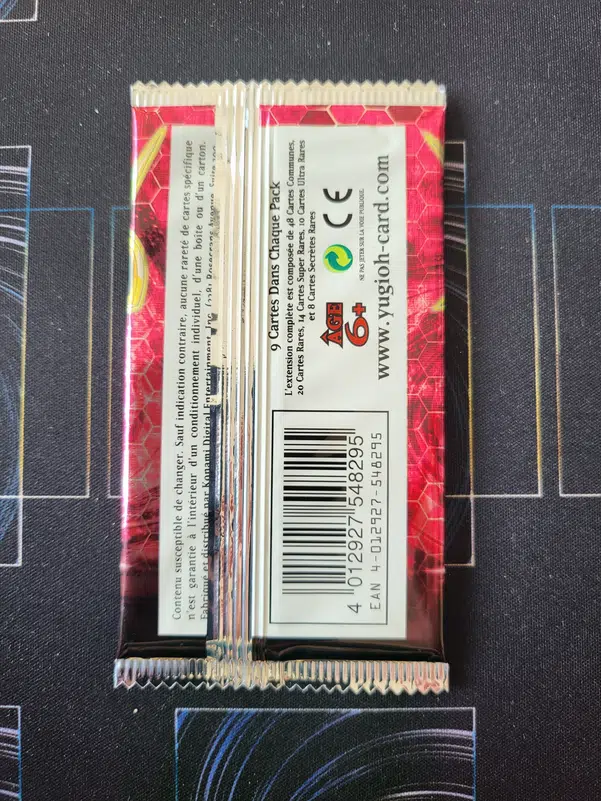 Contenu susceptible de changer. Sauf indication contraire, aucune rareté de cartes spécifique
n'est garantie à l'intérieur d'un conditionnement individuel, d'une boîte ou d'un carton.
Fabriqué et distribué par Konami Digital Entertainment, Inc.
9 Cartes Dans Chaque Pack
L'extension complète est composée de 48 Cartes Communes,
20 Cartes Rares, 14 Cartes Super Rares, 10 Cartes Ultra Rares
et 8 Cartes Secrètes Rares
AGE
6+
CE
NE PAS JETER SUR LA VOIE PUBLIQUE.
www.yugioh-card.com
4 012927 548295
EAN 4-012927-548295